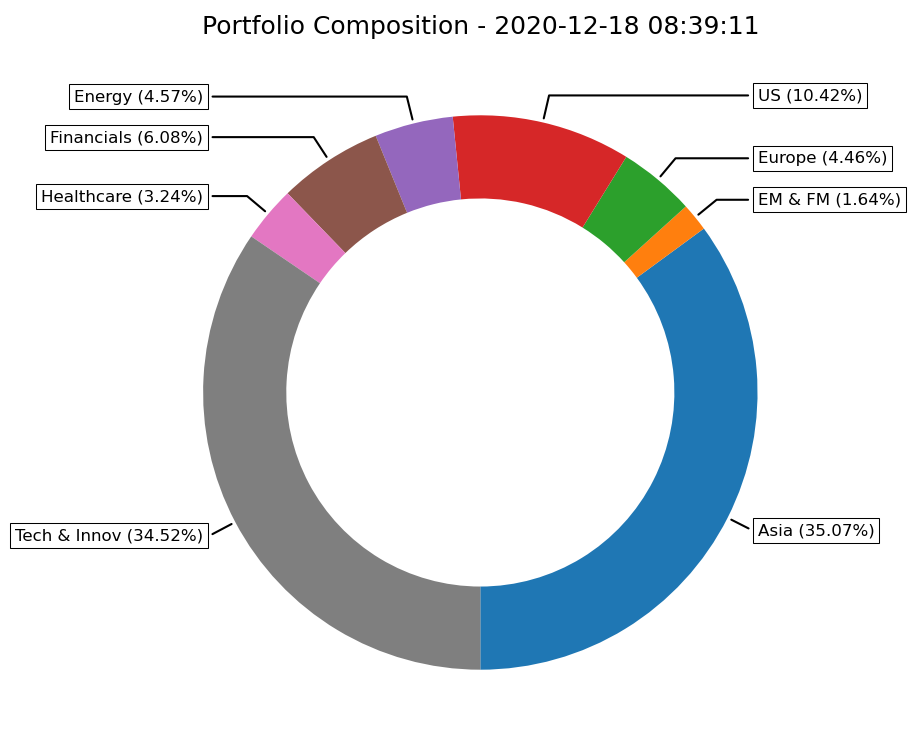 Portfolio Composition - 2020-12-18 08:39:11
Energy (4.57%)
US (10.42%)
Financials (6.08%)
Europe (4.46%)
Healthcare (3.24%)
EM & FM (1.64%)
Tech & Innov (34.52%)
Asia (35.07%)